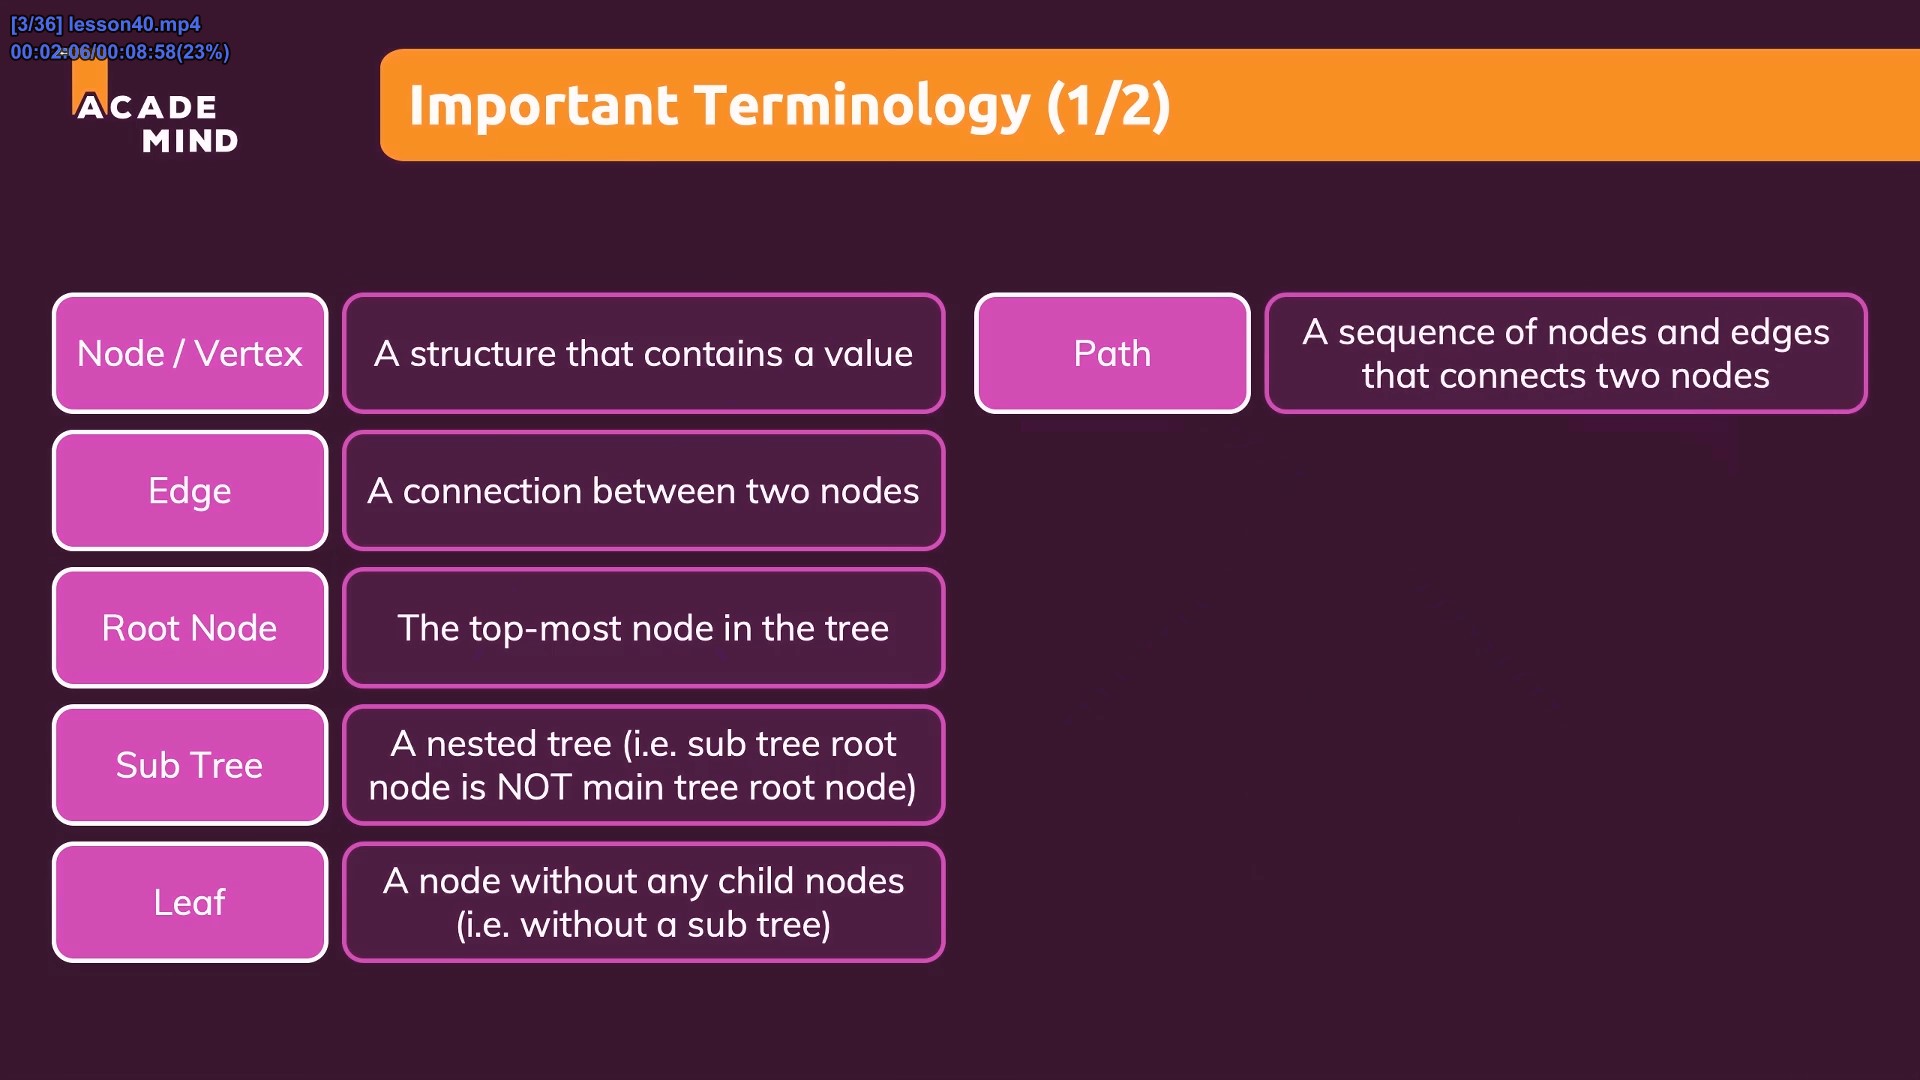 [3/36] lesson40.mp4
00:02:06/00:08:58(23%)
ACADE
MIND
Important Terminology (1/2)
Node / Vertex
A structure that contains a value
Edge
A connection between two nodes
Root Node
The top-most node in the tree
Sub Tree
A nested tree (i.e. sub tree root
node is NOT main tree root node)
Leaf
A node without any child nodes
(i.e. without a sub tree)
Path
A sequence of nodes and edges
that connects two nodes